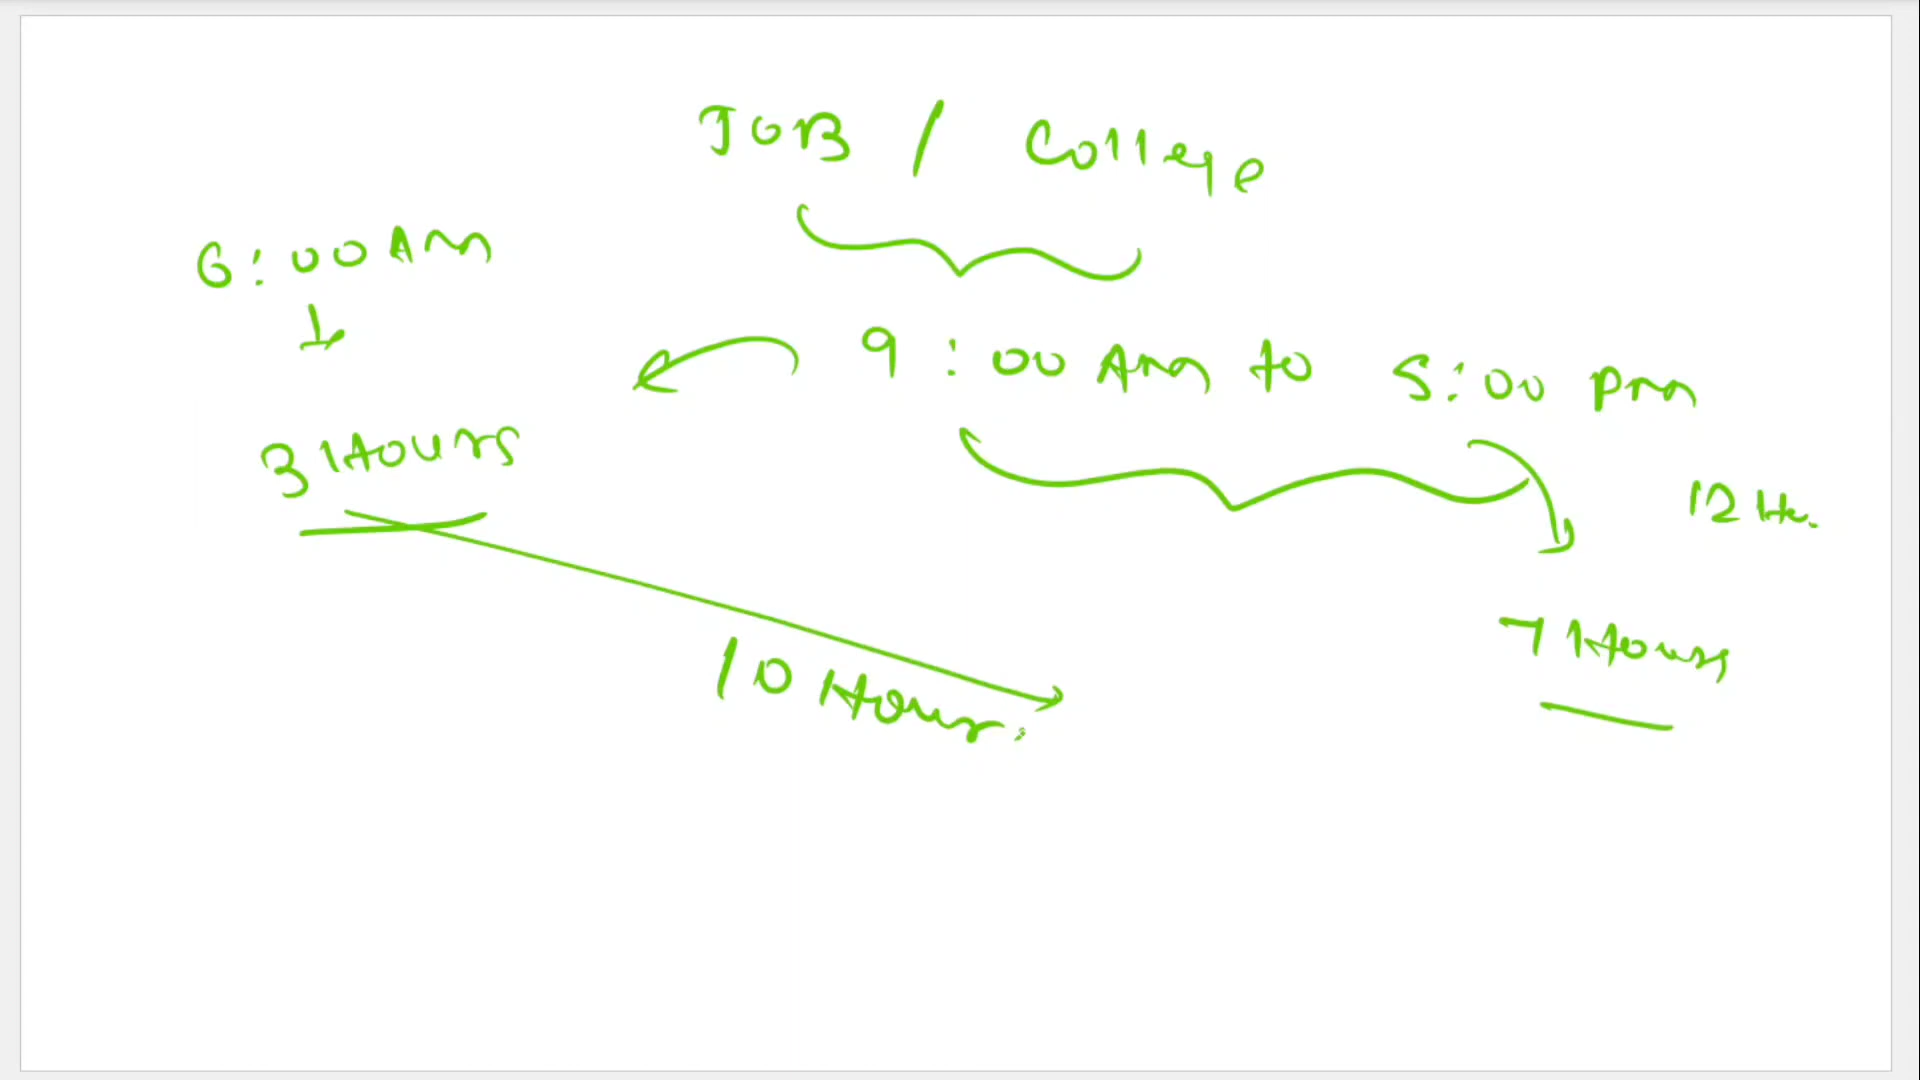 JOB / College
6:00 AM
9:00 Am to 5:00 pm
3 Hours
12 Hr.
7 Hours
10 Hour.